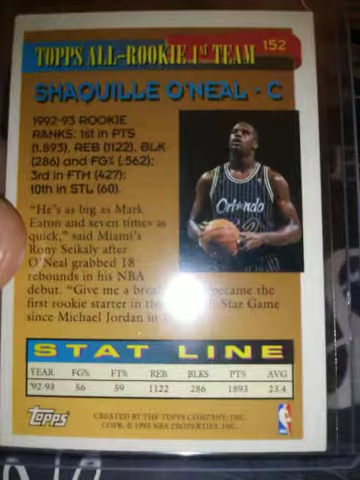 152
TOPPS ALL-ROOKIE 1ST TEAM
SHAQUILLE O'NEAL · C
1992-93 ROOKIE
RANKS: 1st in PTS
(1,893), REB (1122), BLK
(286) and FG% (.562);
3rd in FTH (427);
10th in STL (60).
"He's as big as Mark
Earon and seven times as
quick," said Miami's
Rony Seikaly after
O'Neal grabbed 18
rebounds in his NBA
debut. "Give me a became the
first rookie starter in Star Game
since Michael Jordan in
Orlando
STAT LINE
YEAR FG% FT% REB BLKS PTS AVG
'92-93 56 59 1122 286 1893 23.4
Topps
CREATED BY THE TOPPS COMPANY, INC.
COPR. © 1993 NBA PROPERTIES, INC.
NBA